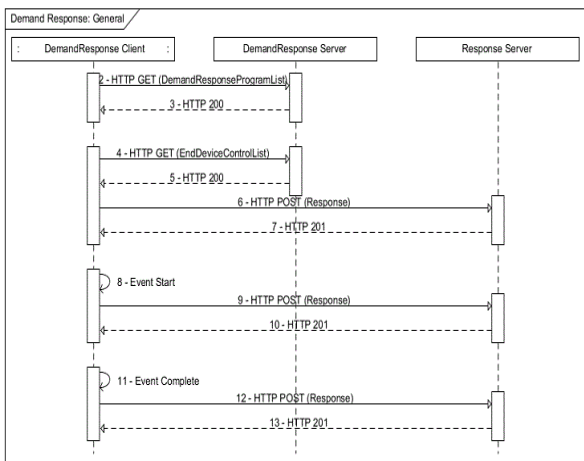 Demand Response: General
: DemandResponse Client :
DemandResponse Server
Response Server
2 - HTTP GET (DemandResponseProgramList)
3 - HTTP 200
4 - HTTP GET (EndDeviceControlList)
5 - HTTP 200
6 - HTTP POST (Response)
7 - HTTP 201
8 - Event Start
9 - HTTP POST (Response)
10 - HTTP 201
11 - Event Complete
12 - HTTP POST (Response)
13 - HTTP 201